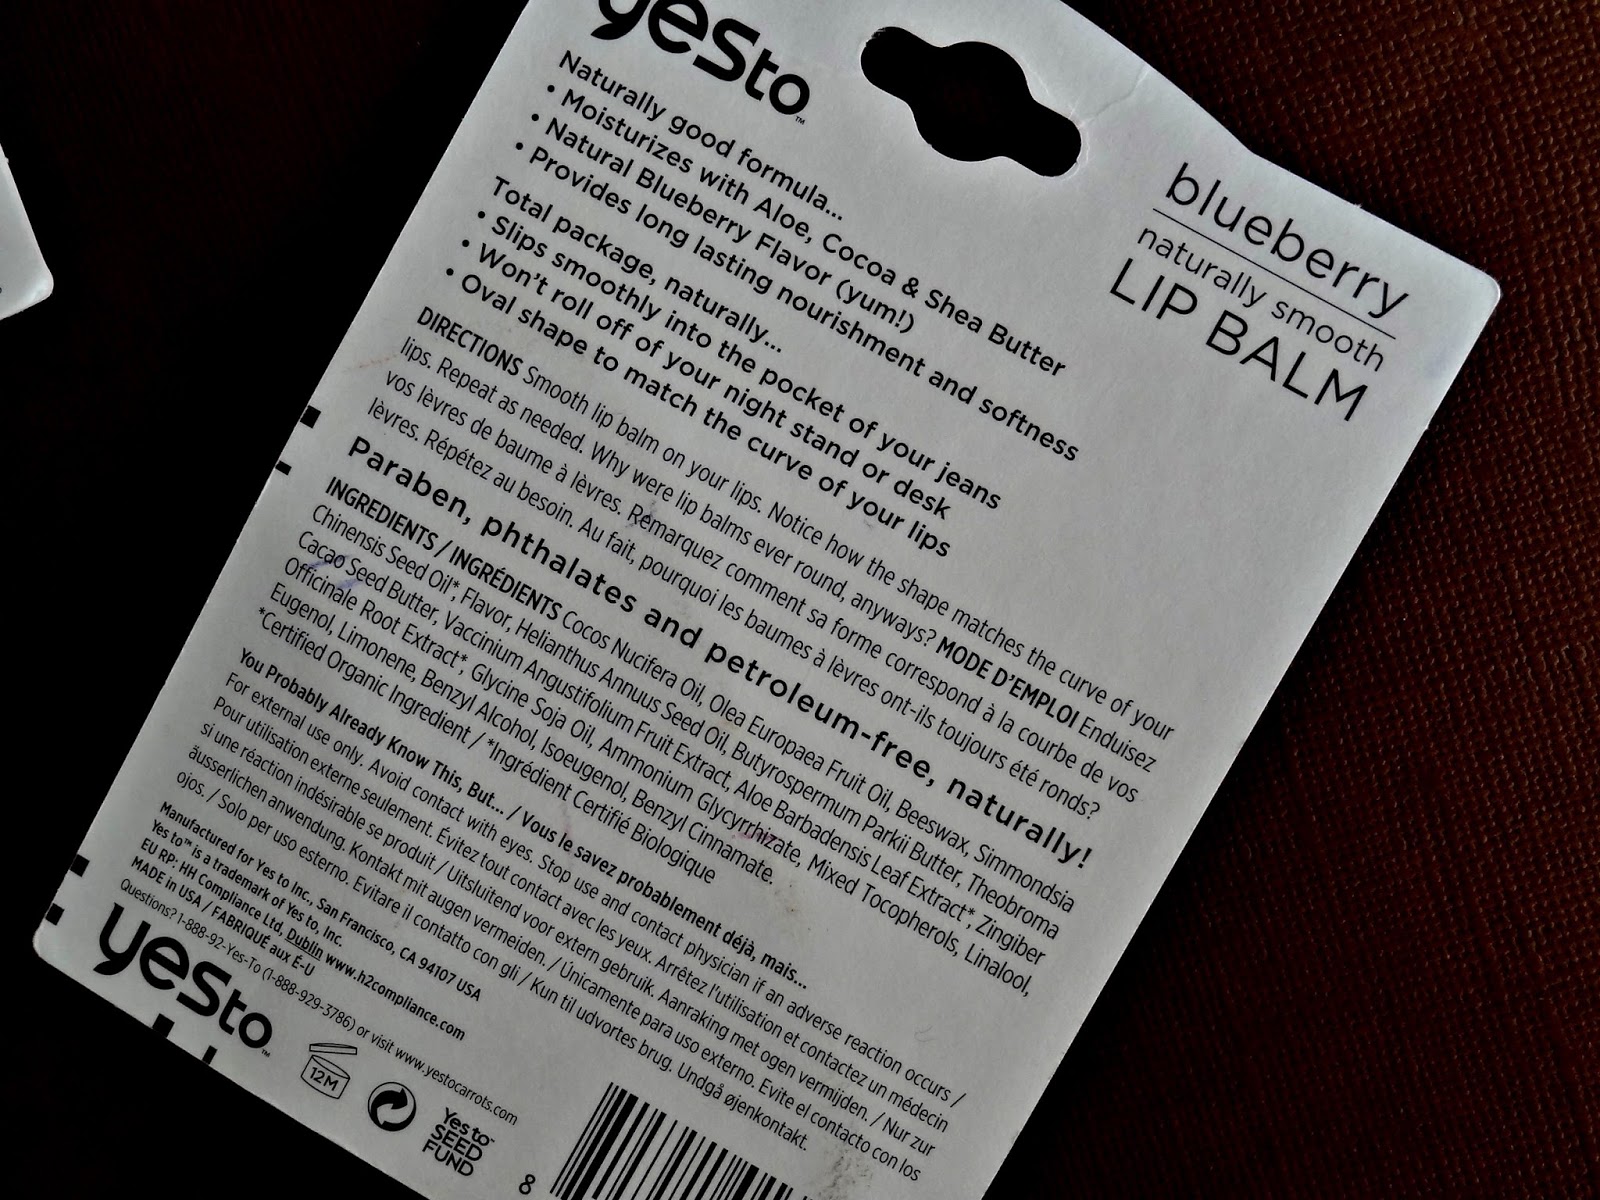 yesto™
Naturally good formula...
• Moisturizes with Aloe, Cocoa & Shea Butter
• Natural Blueberry Flavor (yum!)
• Provides long lasting nourishment and softness
Total package, naturally...
• Slips smoothly into the pocket of your jeans
• Won't roll off of your night stand or desk
• Oval shape to match the curve of your lips
blueberry
naturally smooth
LIP BALM
DIRECTIONS Smooth lip balm on your lips. Notice how the shape matches the curve of your
lips. Repeat as needed. Why were lip balms ever round, anyways? MODE D'EMPLOI Enduisez
vos lèvres de baume à lèvres. Remarquez comment sa forme correspond à la courbe de vos
lèvres. Répétez au besoin. Au fait, pourquoi les baumes à lèvres ont-ils toujours été ronds?
Paraben, phthalates and petroleum-free, naturally!
INGREDIENTS / INGRÉDIENTS Cocos Nucifera Oil, Olea Europaea Fruit Oil, Beeswax, Simmondsia
Chinensis Seed Oil*, Flavor, Helianthus Annuus Seed Oil, Butyrospermum Parkii Butter, Theobroma
Cacao Seed Butter, Vaccinium Angustifolium Fruit Extract, Aloe Barbadensis Leaf Extract*, Zingiber
Officinale Root Extract*, Glycine Soja Oil, Ammonium Glycyrrhizate, Mixed Tocopherols, Linalool,
Eugenol, Limonene, Benzyl Alcohol, Isoeugenol, Benzyl Cinnamate.
*Certified Organic Ingredient / *Ingrédient Certifié Biologique
You Probably Already Know This, But... / Vous le savez probablement déjà, mais...
For external use only. Avoid contact with eyes. Stop use and contact physician if an adverse reaction occurs /
Pour utilisation externe seulement. Évitez tout contact avec les yeux. Arrêtez l'utilisation et contactez un médecin
si une réaction indésirable se produit / Uitsluitend voor extern gebruik. Aanraking met ogen vermijden. / Nur zur
äusserlichen anwendung. Kontakt mit augen vermeiden. / Únicamente para uso externo. Evite el contacto con los
ojos. / Solo per uso esterno. Evitare il contatto con gli / Kun til udvortes brug. Undgå øjenkontakt.
Manufactured for Yes to Inc., San Francisco, CA 94107 USA
Yes to™ is a trademark of Yes to, Inc.
EU RP: HH Compliance Ltd, Dublin www.h2compliance.com
MADE in USA / FABRIQUÉ aux É-U
Questions? 1-888-92-Yes-To (1-888-929-3786) or visit www.yestocarrots.com
yesto™
12M
Yes to™
SEED
FUND
8